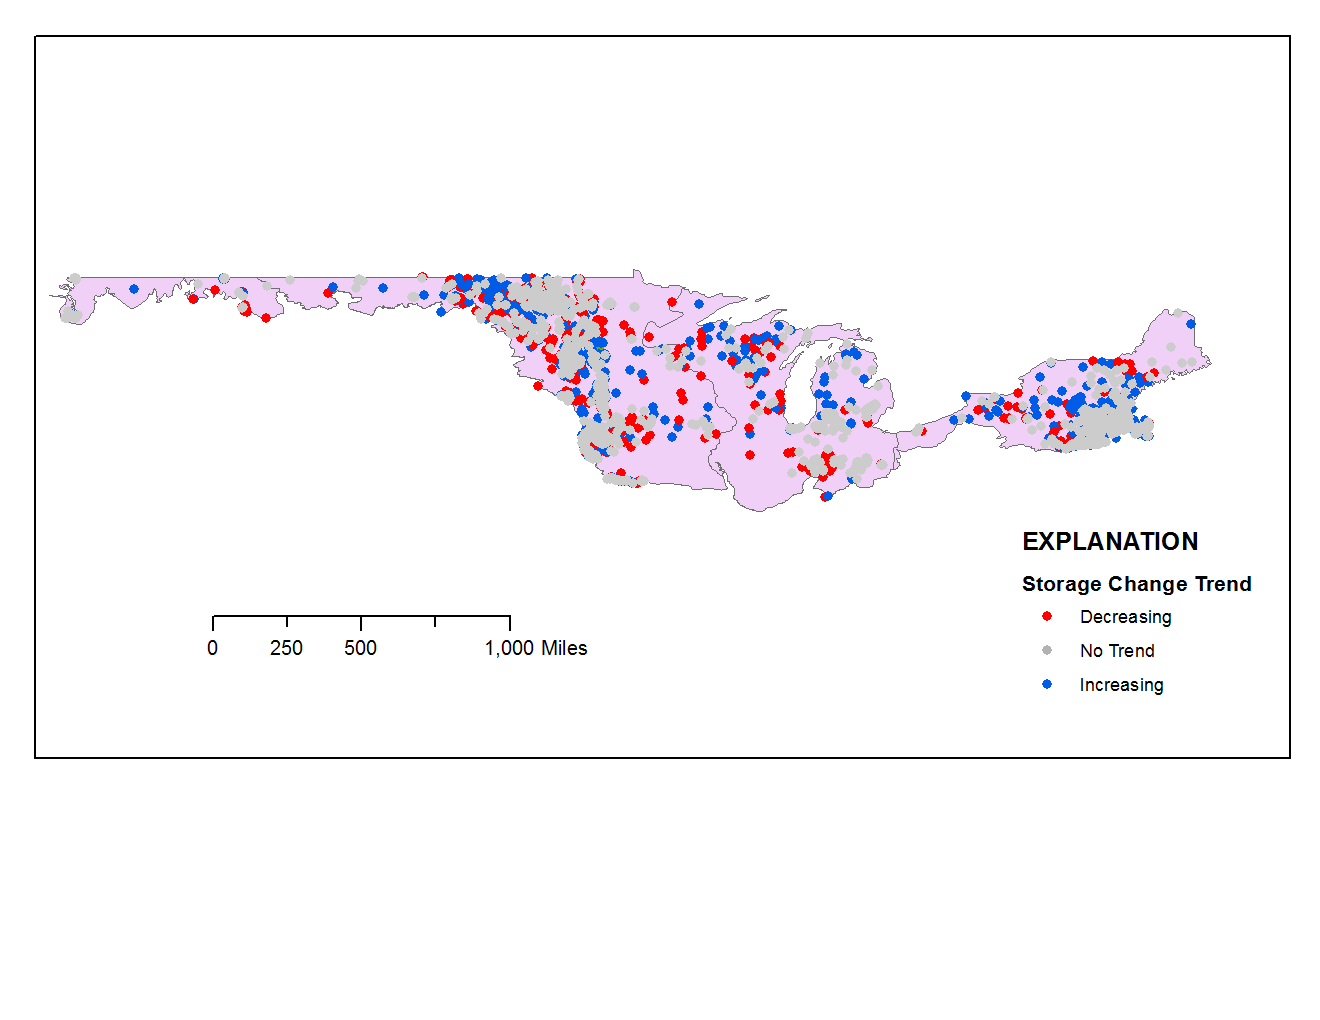 EXPLANATION
Storage Change Trend
Decreasing
No Trend
Increasing
0 250 500 1,000 Miles